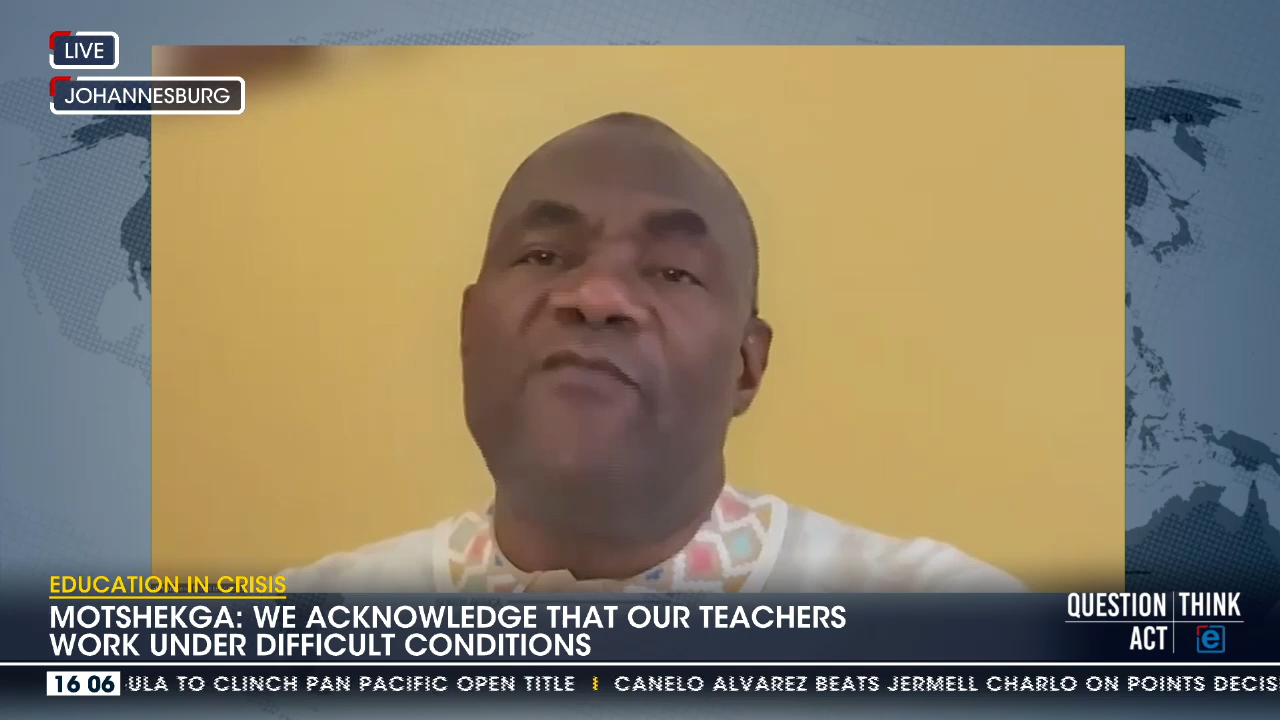 LIVE
JOHANNESBURG
EDUCATION IN CRISIS
MOTSHEKGA: WE ACKNOWLEDGE THAT OUR TEACHERS
WORK UNDER DIFFICULT CONDITIONS
QUESTION THINK
ACT e
16 06 ULA TO CLINCH PAN PACIFIC OPEN TITLE CANELO ALVAREZ BEATS JERMELL CHARLO ON POINTS DECIS